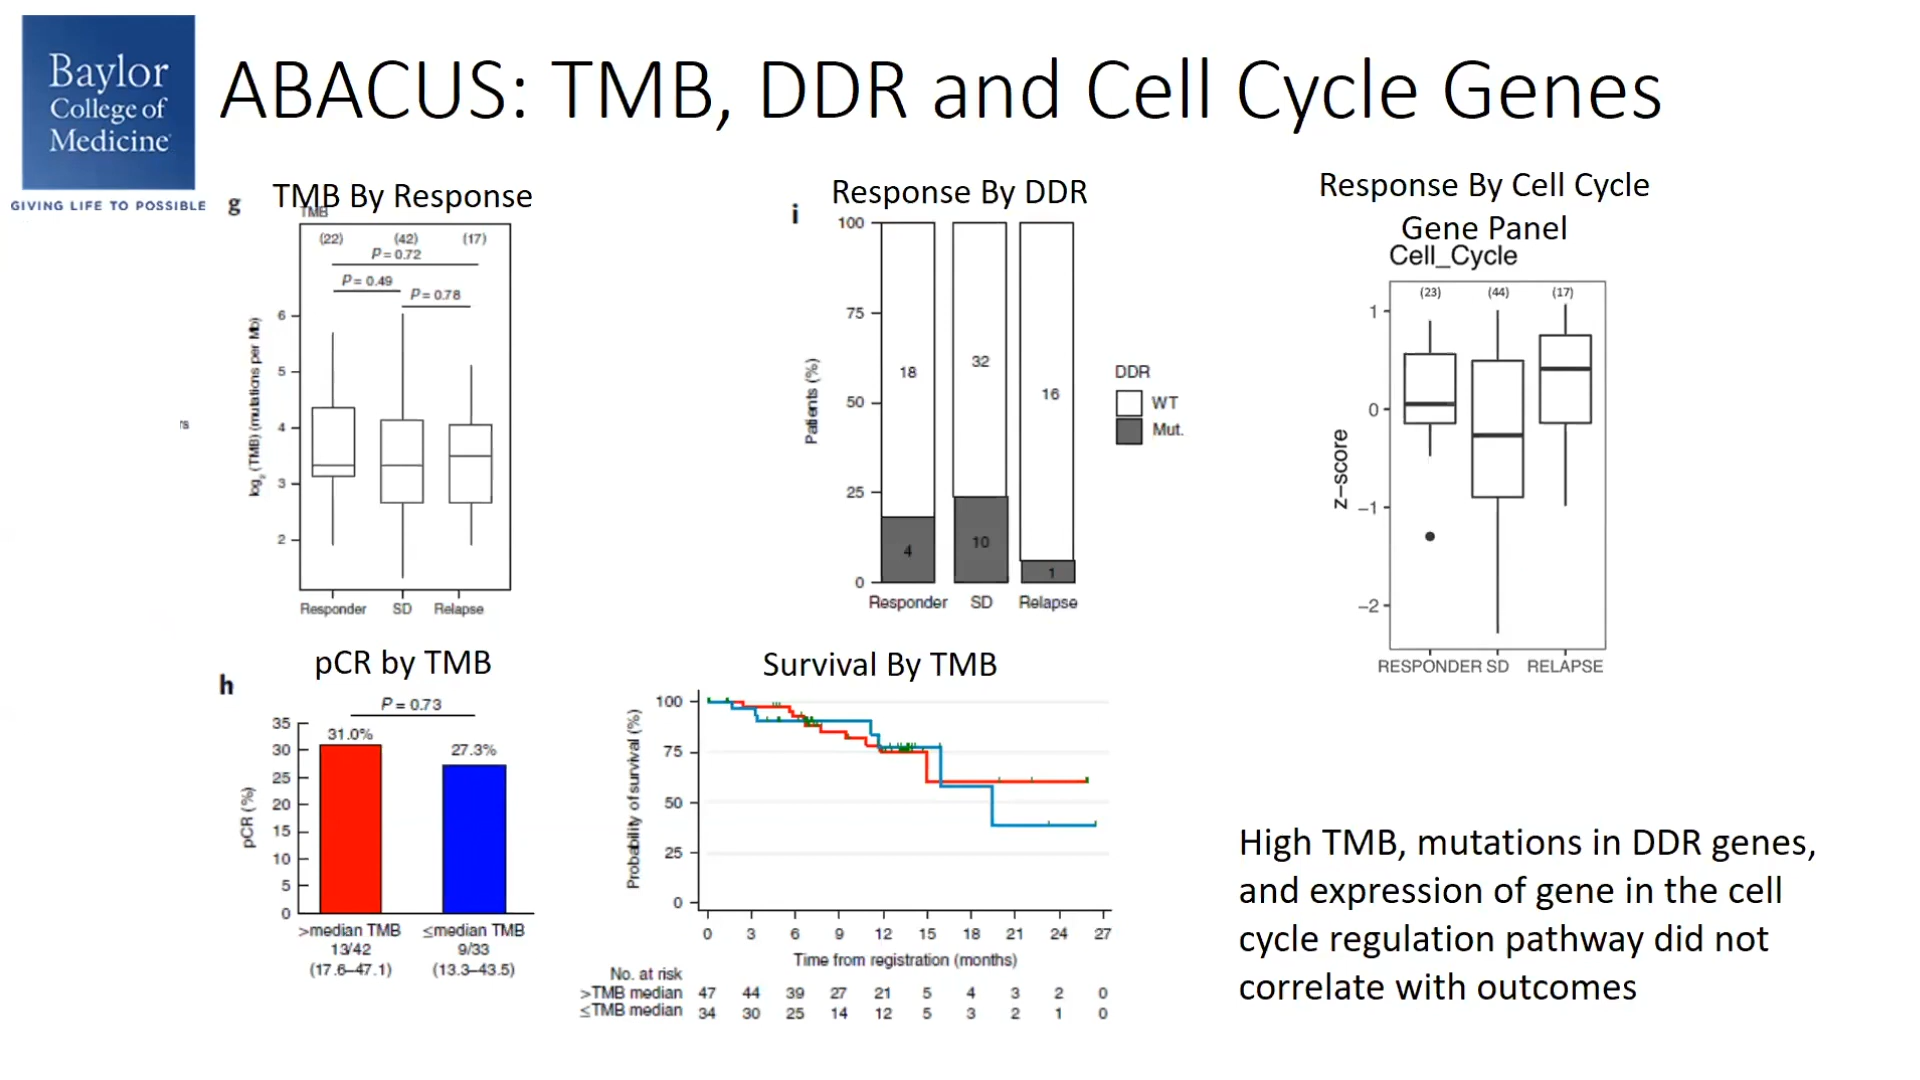 Baylor
College of
Medicine
GIVING LIFE TO POSSIBLE
ABACUS: TMB, DDR and Cell Cycle Genes
g
TMB By Response
TMB
(22) (42) (17)
P = 0.72
P = 0.49
P = 0.78
6
5
4
3
2
log2 (TMB) (mutations per Mb)
Responder SD Relapse
rs
i
Response By DDR
100
75
50
25
0
Patients (%)
18 32 16
4 10 1
Responder SD Relapse
DDR
WT
Mut.
Response By Cell Cycle
Gene Panel
Cell_Cycle
(23) (44) (17)
1
0
−1
−2
z−score
RESPONDER SD RELAPSE
h
pCR by TMB
P = 0.73
35
30
25
20
15
10
5
0
pCR (%)
31.0%
27.3%
>median TMB ≤median TMB
13/42 9/33
(17.6–47.1) (13.3–43.5)
Survival By TMB
100
75
50
25
0
Probability of survival (%)
0 3 6 9 12 15 18 21 24 27
Time from registration (months)
No. at risk
>TMB median 47 44 39 27 21 5 4 3 2 0
≤TMB median 34 30 25 14 12 5 3 2 1 0
High TMB, mutations in DDR genes,
and expression of gene in the cell
cycle regulation pathway did not
correlate with outcomes